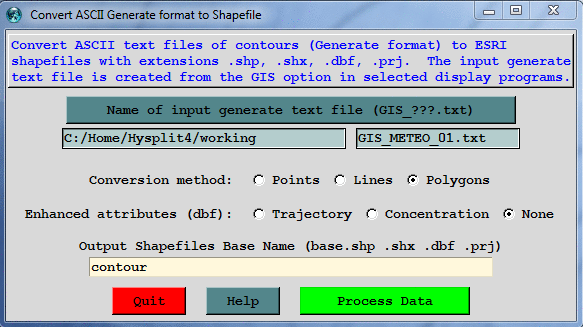 Convert ASCII Generate format to Shapefile
Convert ASCII text files of contours (Generate format) to ESRI
shapefiles with extensions .shp, .shx, .dbf, .prj.  The input generate
text file is created from the GIS option in selected display programs.
Name of input generate text file (GIS_???.txt)
C:/Home/Hysplit4/working GIS_METEO_01.txt
Conversion method: Points Lines Polygons
Enhanced attributes (dbf): Trajectory Concentration None
Output Shapefiles Base Name (base.shp .shx .dbf .prj)
contour
Quit Help Process Data